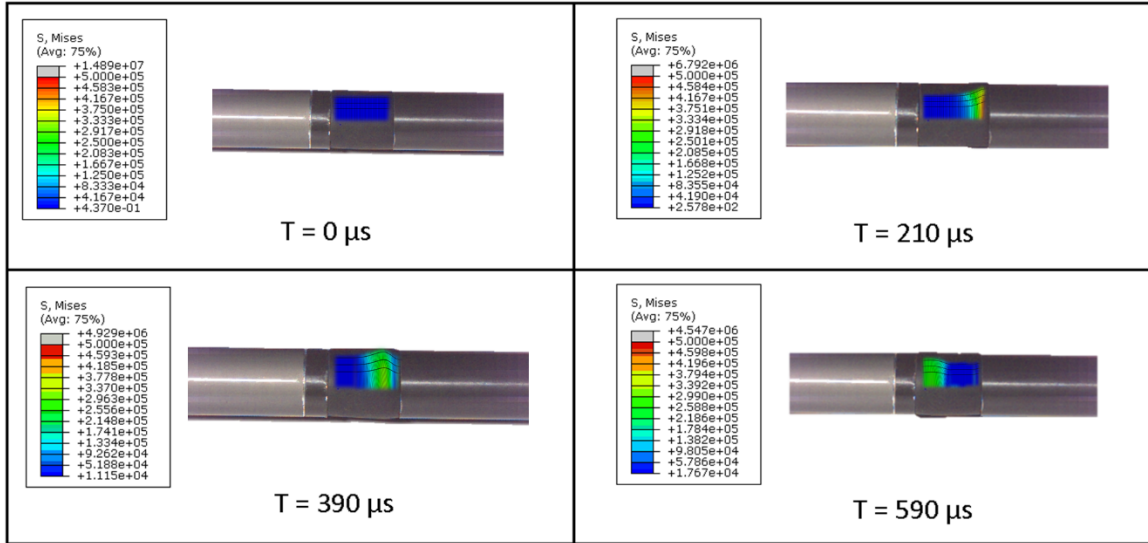 S, Mises
(Avg: 75%)
+1.489e+07
+5.000e+05
+4.583e+05
+4.167e+05
+3.750e+05
+3.333e+05
+2.917e+05
+2.500e+05
+2.083e+05
+1.667e+05
+1.250e+05
+8.333e+04
+4.167e+04
+4.370e-01
T = 0 μs
S, Mises
(Avg: 75%)
+6.792e+06
+5.000e+05
+4.584e+05
+4.167e+05
+3.751e+05
+3.334e+05
+2.918e+05
+2.501e+05
+2.085e+05
+1.668e+05
+1.252e+05
+8.355e+04
+4.190e+04
+2.578e+02
T = 210 μs
S, Mises
(Avg: 75%)
+4.929e+06
+5.000e+05
+4.593e+05
+4.185e+05
+3.778e+05
+3.370e+05
+2.963e+05
+2.556e+05
+2.148e+05
+1.741e+05
+1.334e+05
+9.262e+04
+5.188e+04
+1.115e+04
T = 390 μs
S, Mises
(Avg: 75%)
+4.547e+06
+5.000e+05
+4.598e+05
+4.196e+05
+3.794e+05
+3.392e+05
+2.990e+05
+2.588e+05
+2.186e+05
+1.784e+05
+1.382e+05
+9.805e+04
+5.786e+04
+1.767e+04
T = 590 μs